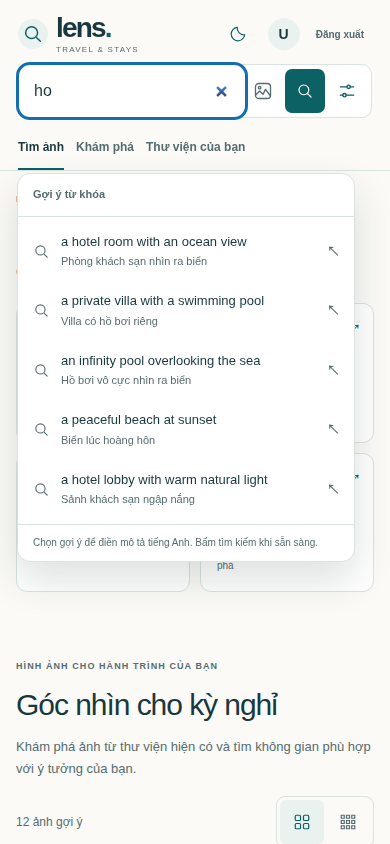 lens.
TRAVEL & STAYS
U
Đăng xuất
ho
Tìm ảnh
Khám phá
Thư viện của bạn
Gợi ý từ khóa
a hotel room with an ocean view
Phòng khách sạn nhìn ra biển
a private villa with a swimming pool
Villa có hồ bơi riêng
an infinity pool overlooking the sea
Hồ bơi vô cực nhìn ra biển
a peaceful beach at sunset
Biển lúc hoàng hôn
a hotel lobby with warm natural light
Sảnh khách sạn ngập nắng
Chọn gợi ý để điền mô tả tiếng Anh. Bấm tìm kiếm khi sẵn sàng.
phá
HÌNH ẢNH CHO HÀNH TRÌNH CỦA BẠN
Góc nhìn cho kỳ nghỉ
Khám phá ảnh từ thư viện hiện có và tìm không gian phù hợp
với ý tưởng của bạn.
12 ảnh gợi ý